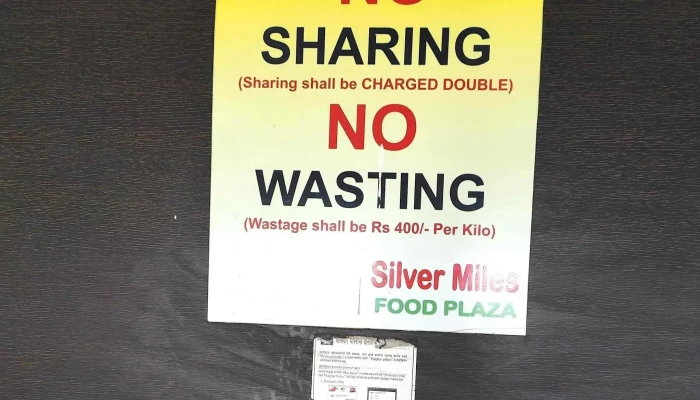 NO
SHARING
(Sharing shall be CHARGED DOUBLE)
NO
WASTING
(Wastage shall be Rs 400/- Per Kilo)
Silver Miles
FOOD PLAZA